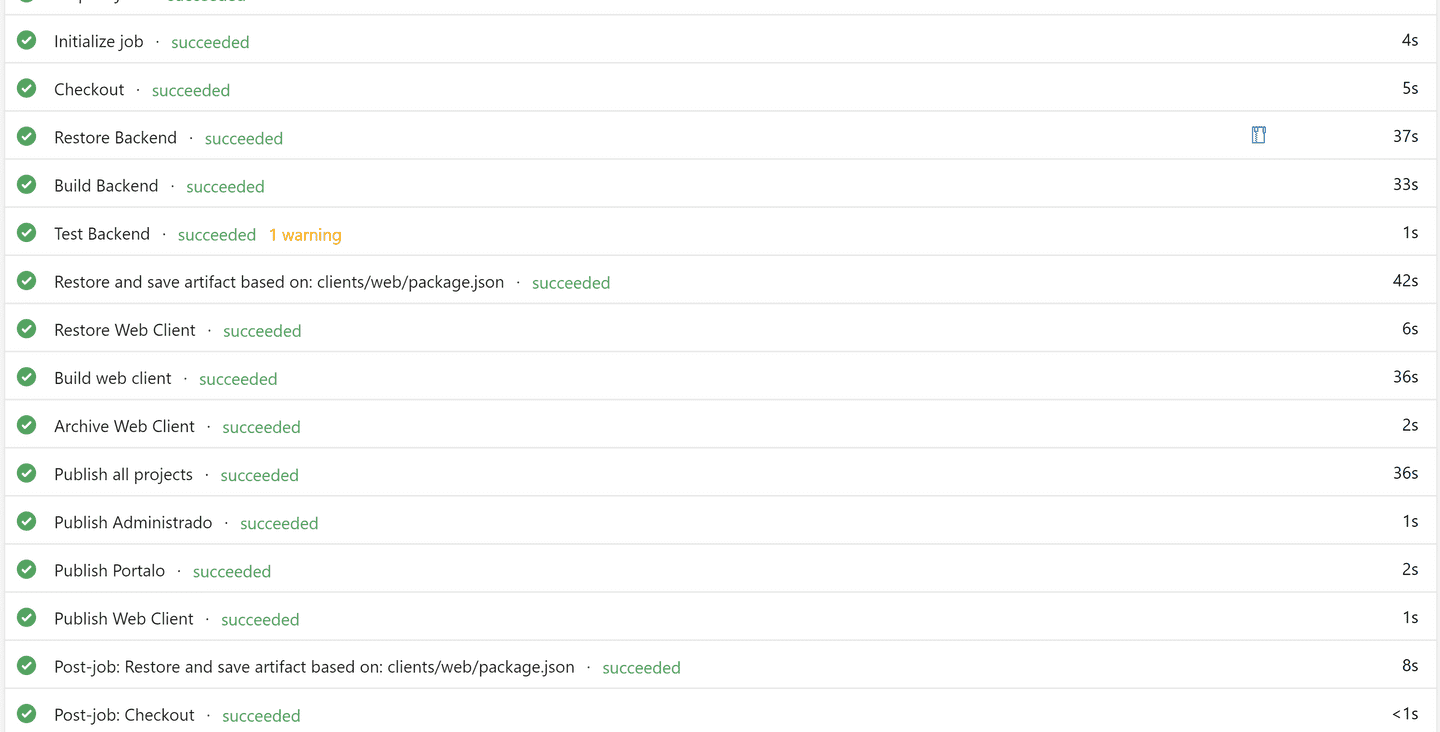 succeeded
Initialize job · succeeded 4s
Checkout · succeeded 5s
Restore Backend · succeeded 37s
Build Backend · succeeded 33s
Test Backend · succeeded 1 warning 1s
Restore and save artifact based on: clients/web/package.json · succeeded 42s
Restore Web Client · succeeded 6s
Build web client · succeeded 36s
Archive Web Client · succeeded 2s
Publish all projects · succeeded 36s
Publish Administrado · succeeded 1s
Publish Portalo · succeeded 2s
Publish Web Client · succeeded 1s
Post-job: Restore and save artifact based on: clients/web/package.json · succeeded 8s
Post-job: Checkout · succeeded <1s